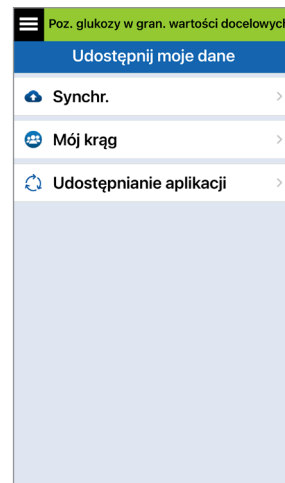 Poz. glukozy w gran. wartości docelowych
Udostępnij moje dane
Synchr.
Mój krąg
Udostępnianie aplikacji